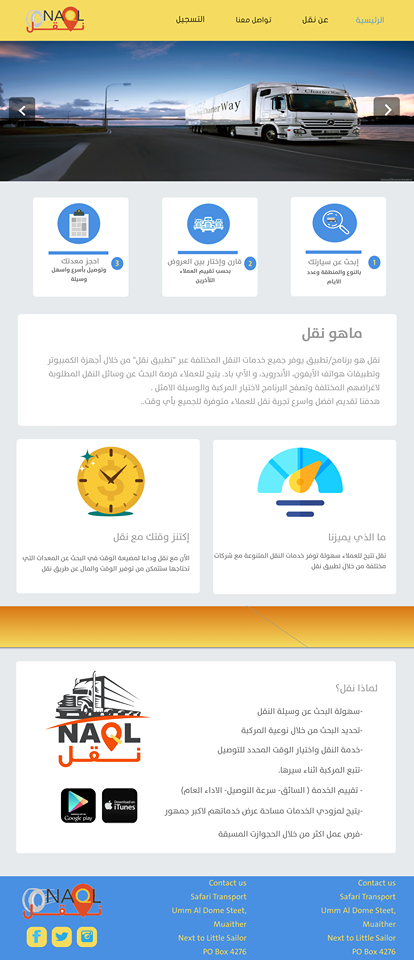 الرئيسية
عن نقل
تواصل معنا
التسجيل
NAQL
نـقـل
CharterWay
CharterWay
1
إبحث عن سيارتك
بالنوع والمنطقة وعدد
الايام
2
قارن وإختار بين العروض
بحسب تقييم العملاء
الآخرين
3
احجز معدتك
وتوصيل بأسرع واسهل
وسيلة
ماهو نقل
نقل هو برنامج/تطبيق يوفر جميع خدمات النقل المختلفة عبر "تطبيق نقل" من خلال أجهزة الكمبيوتر
وتطبيقات هواتف الآيفون، الأندرويد، و الآي باد. يتيح للعملاء فرصة البحث عن وسائل النقل المطلوبة
لاغراضهم المختلفة وتصفح البرنامج لاختيار المركبة والوسيلة الامثل .
هدفنا تقديم افضل واسرع تجربة نقل للعملاء متوفرة للجميع بأي وقت..
ما الذي يميزنا
نقل تتيح للعملاء سهولة توفر خدمات النقل المتنوعة مع شركات
مختلفة من خلال تطبيق نقل
إكتنز وقتك مع نقل
الآن مع نقل وداعا لمضيعة الوقت في البحث عن المعدات التي
تحتاجها ستتمكن من توفير الوقت والمال عن طريق نقل
لماذا نقل؟
-سهولة البحث عن وسيلة النقل
-تحديد البحث من خلال نوعية المركبة
-خدمة النقل واختيار الوقت المحدد للتوصيل
-تتبع المركبة اثناء سيرها.
- تقييم الخدمة ( السائق- سرعة التوصيل- الاداء العام)
-يتيح لمزودي الخدمات مساحة عرض خدماتهم لاكبر جمهور
-فرص عمل اكثر من خلال الحجوزات المسبقة
NAQL
نـقـل
Google play
Download on
iTunes
NAQL
نـقـل
Contact us
Safari Transport
Umm Al Dome Steet,
Muaither
Next to Little Sailor
PO Box 4276
Contact us
Safari Transport
Umm Al Dome Steet,
Muaither
Next to Little Sailor
PO Box 4276